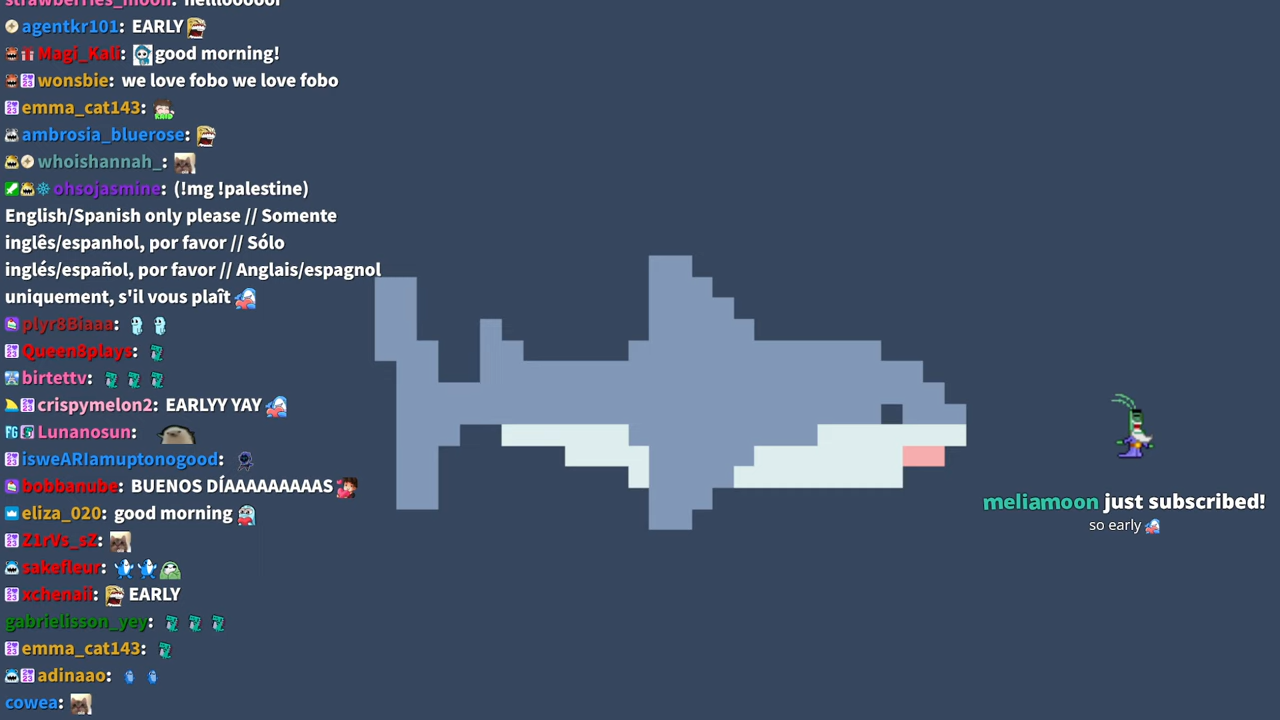 strawberries_moon: hellloooooi
agentkr101: EARLY
Magi_Kali: good morning!
wonsbie: we love fobo we love fobo
emma_cat143:
ambrosia_bluerose:
whoishannah_:
ohsojasmine: (!mg !palestine)
English/Spanish only please // Somente
inglês/espanhol, por favor // Sólo
inglés/español, por favor // Anglais/espagnol
uniquement, s'il vous plaît
plyr8Biaaa:
Queen8plays:
birtettv:
crispymelon2: EARLYY YAY
Lunanosun:
isweARIamuptonogood:
bobbanube: BUENOS DÍAAAAAAAAS
eliza_020: good morning
Z1rVs_sZ:
sakefleur:
xchenaii: EARLY
gabrielisson_yey:
emma_cat143:
adinaao:
cowea:
meliamoon just subscribed!
so early